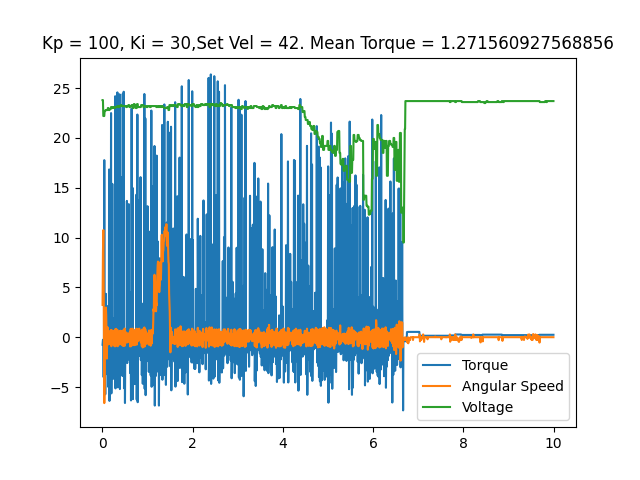 Kp = 100, Ki = 30,Set Vel = 42. Mean Torque = 1.271560927568856
25
20
15
10
5
0
−5
0 2 4 6 8 10
Torque
Angular Speed
Voltage